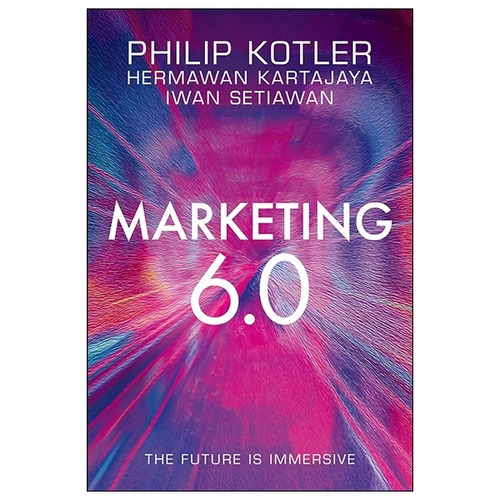 PHILIP KOTLER
HERMAWAN KARTAJAYA
IWAN SETIAWAN
MARKETING
6.0
THE FUTURE IS IMMERSIVE